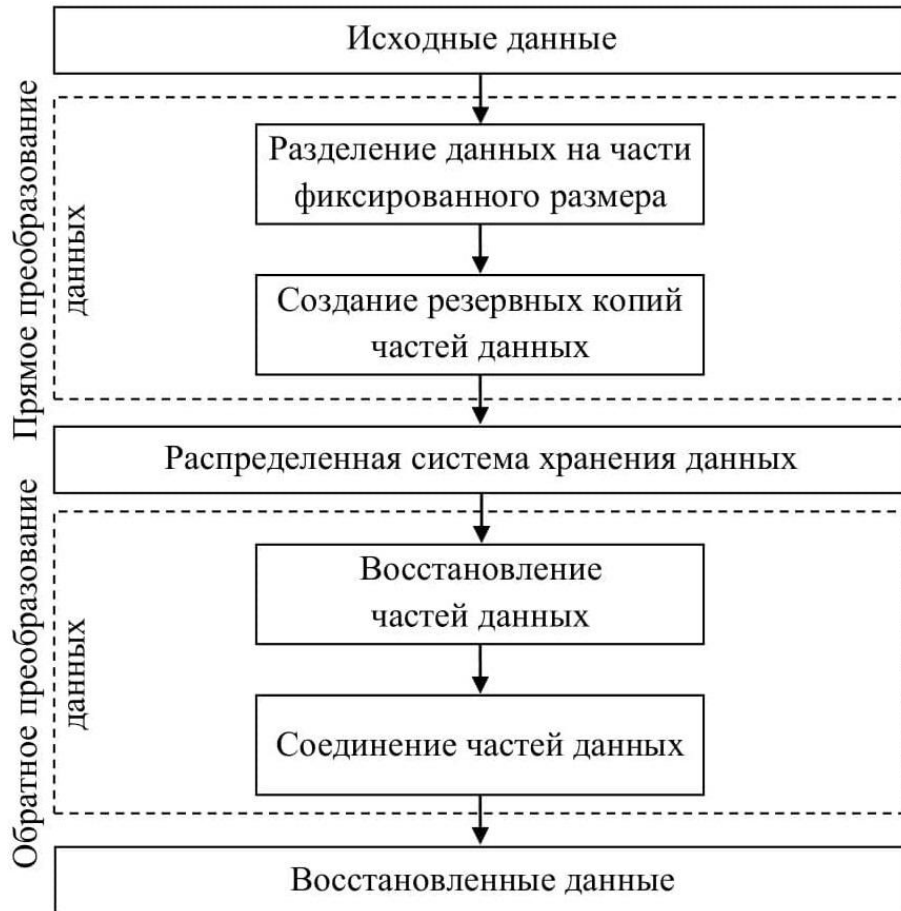 Исходные данные
Прямое преобразование
данных
Разделение данных на части
фиксированного размера
Создание резервных копий
частей данных
Распределенная система хранения данных
Обратное преобразование
данных
Восстановление
частей данных
Соединение частей данных
Восстановленные данные